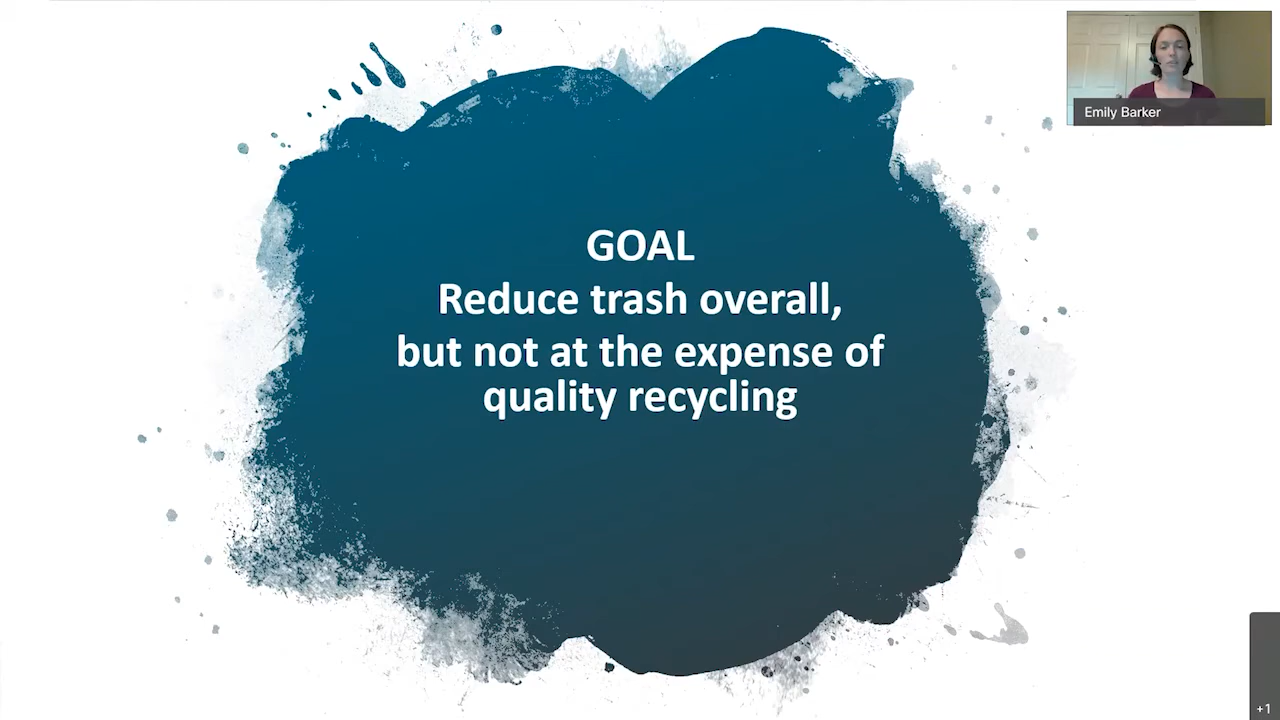 Emily Barker
GOAL
Reduce trash overall,
but not at the expense of
quality recycling
+1